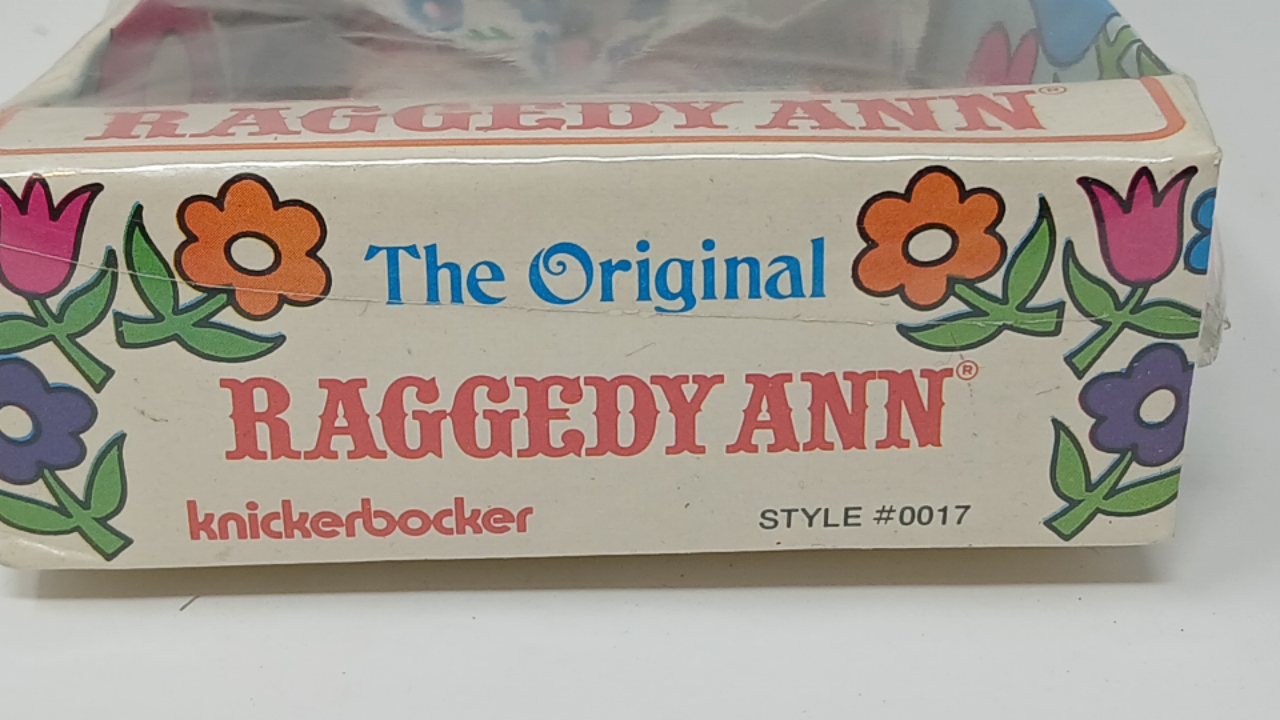 RAGGEDY ANN®
The Original
RAGGEDY ANN®
knickerbocker
STYLE #0017